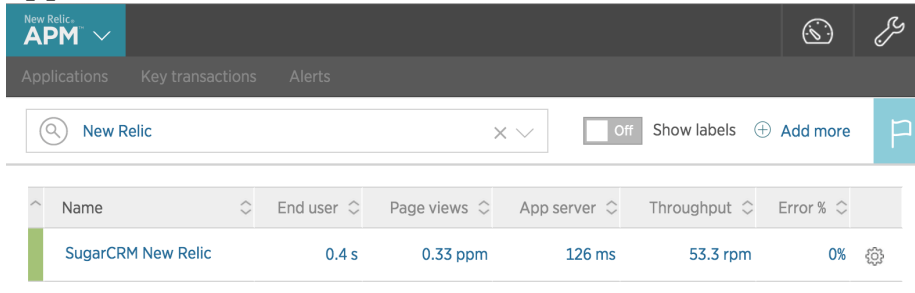 New Relic.
APM™
Applications Key transactions Alerts
New Relic Off Show labels Add more
Name End user Page views App server Throughput Error %
SugarCRM New Relic 0.4 s 0.33 ppm 126 ms 53.3 rpm 0%